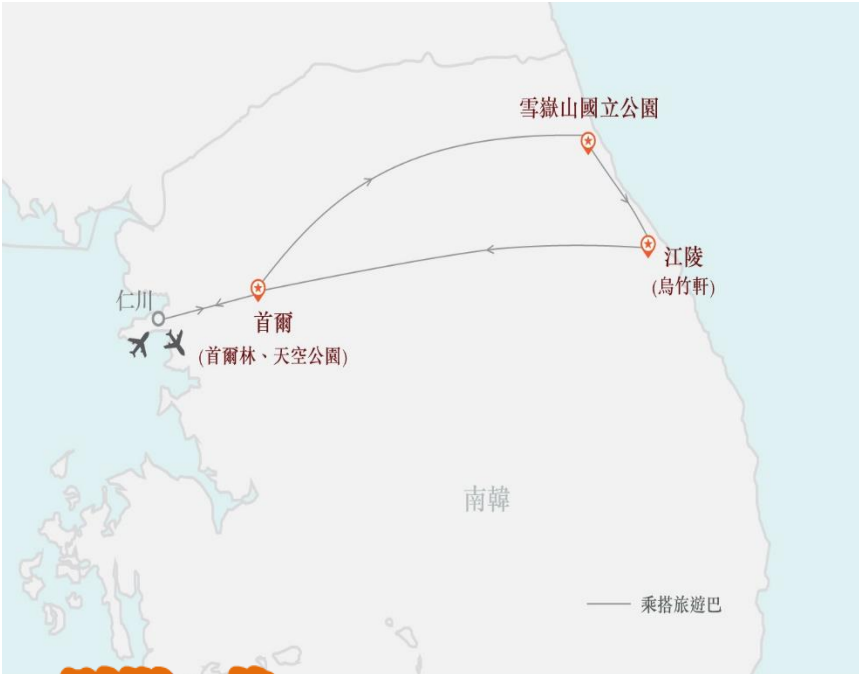 雪嶽山國立公園
江陵
(烏竹軒)
仁川
首爾
(首爾林、天空公園)
南韓
乘搭旅遊巴